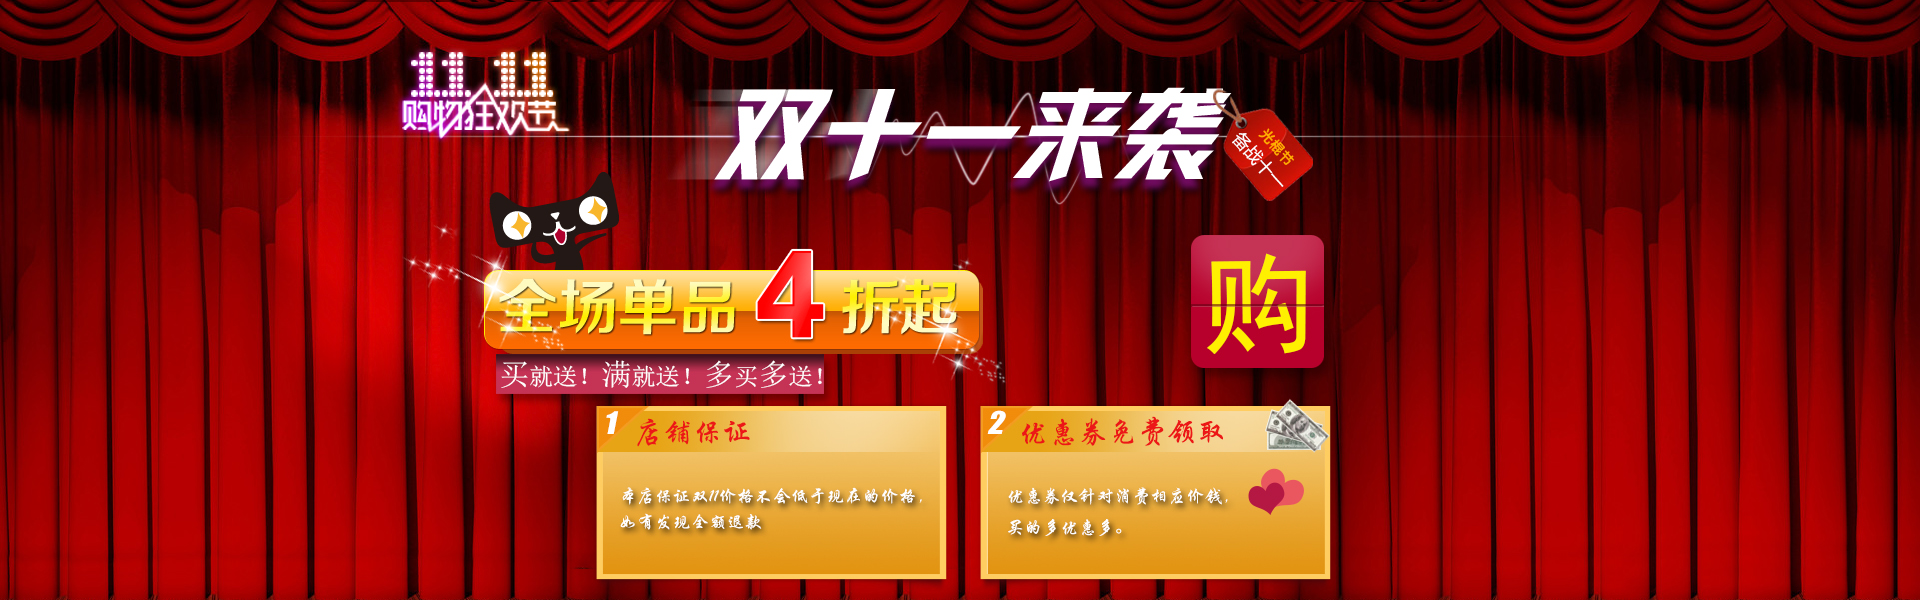 11.11
购物狂欢节
双十一来袭
光棍节
备战十一
全场单品4折起
购
买就送！满就送！多买多送！
1 店铺保证
本店保证双11价格不会低于现在的价格，
如有发现全额退款
2 优惠券免费领取
优惠券仅针对消费相应价钱，
买的多优惠多。